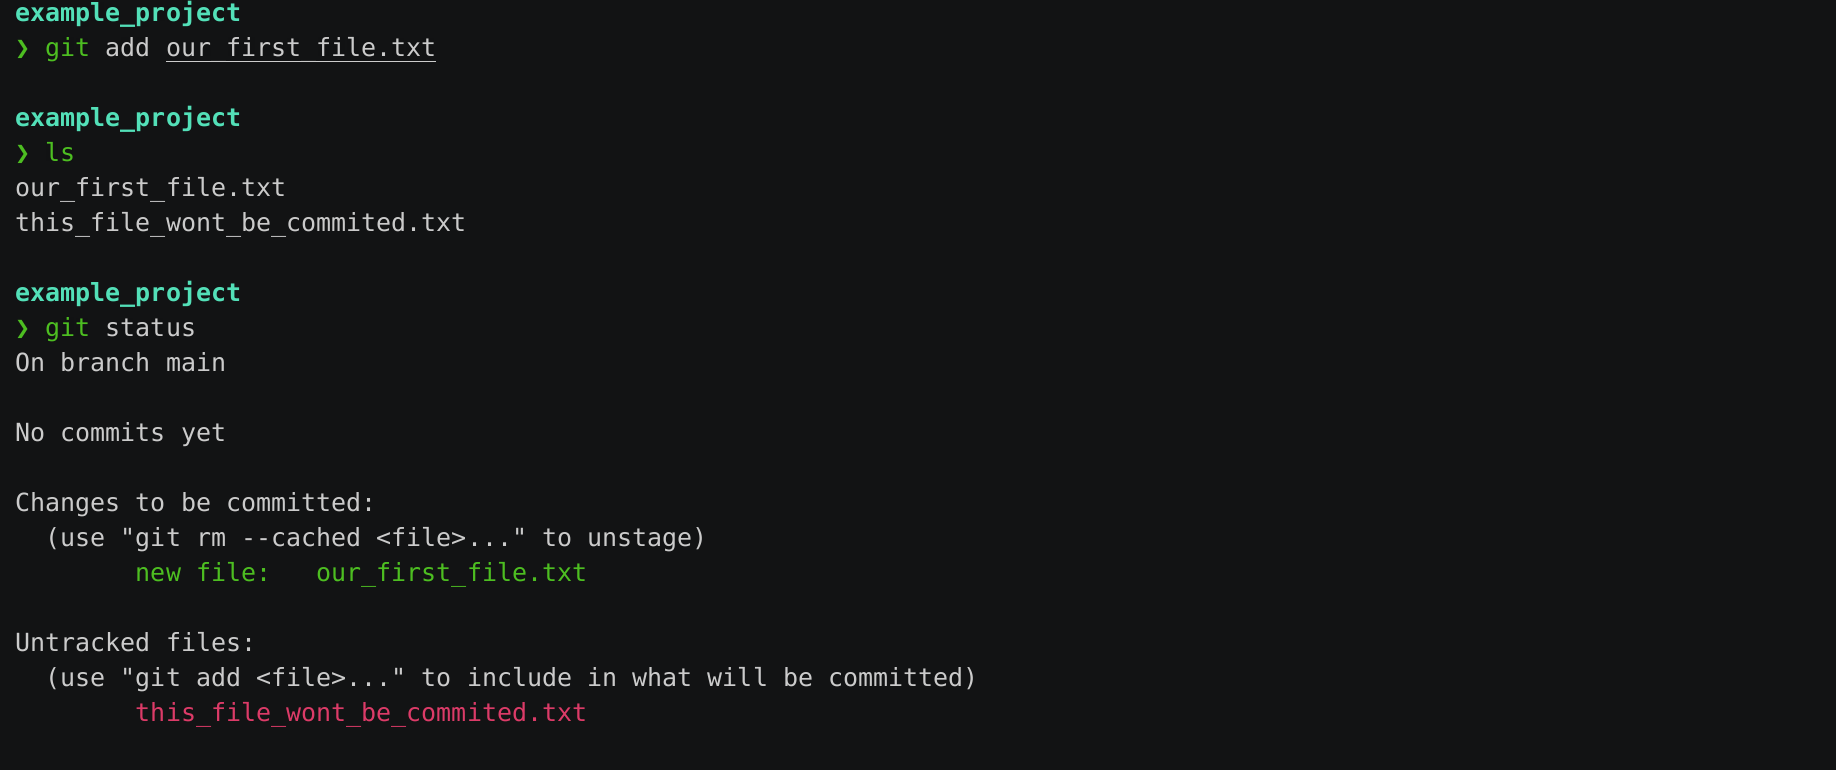 example_project
❯ git add our_first_file.txt
example_project
❯ ls
our_first_file.txt
this_file_wont_be_commited.txt
example_project
❯ git status
On branch main
No commits yet
Changes to be committed:
  (use "git rm --cached <file>..." to unstage)
        new file:   our_first_file.txt
Untracked files:
  (use "git add <file>..." to include in what will be committed)
        this_file_wont_be_commited.txt